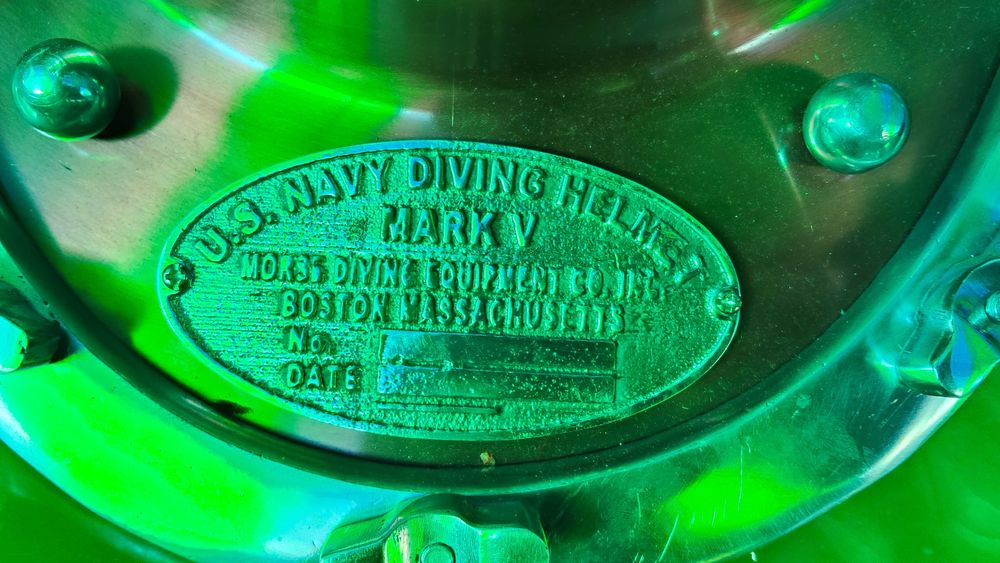 U.S. NAVY DIVING HELMET
MARK V
MORSE DIVING EQUIPMENT CO. INC.
BOSTON MASSACHUSETTS
No.
DATE